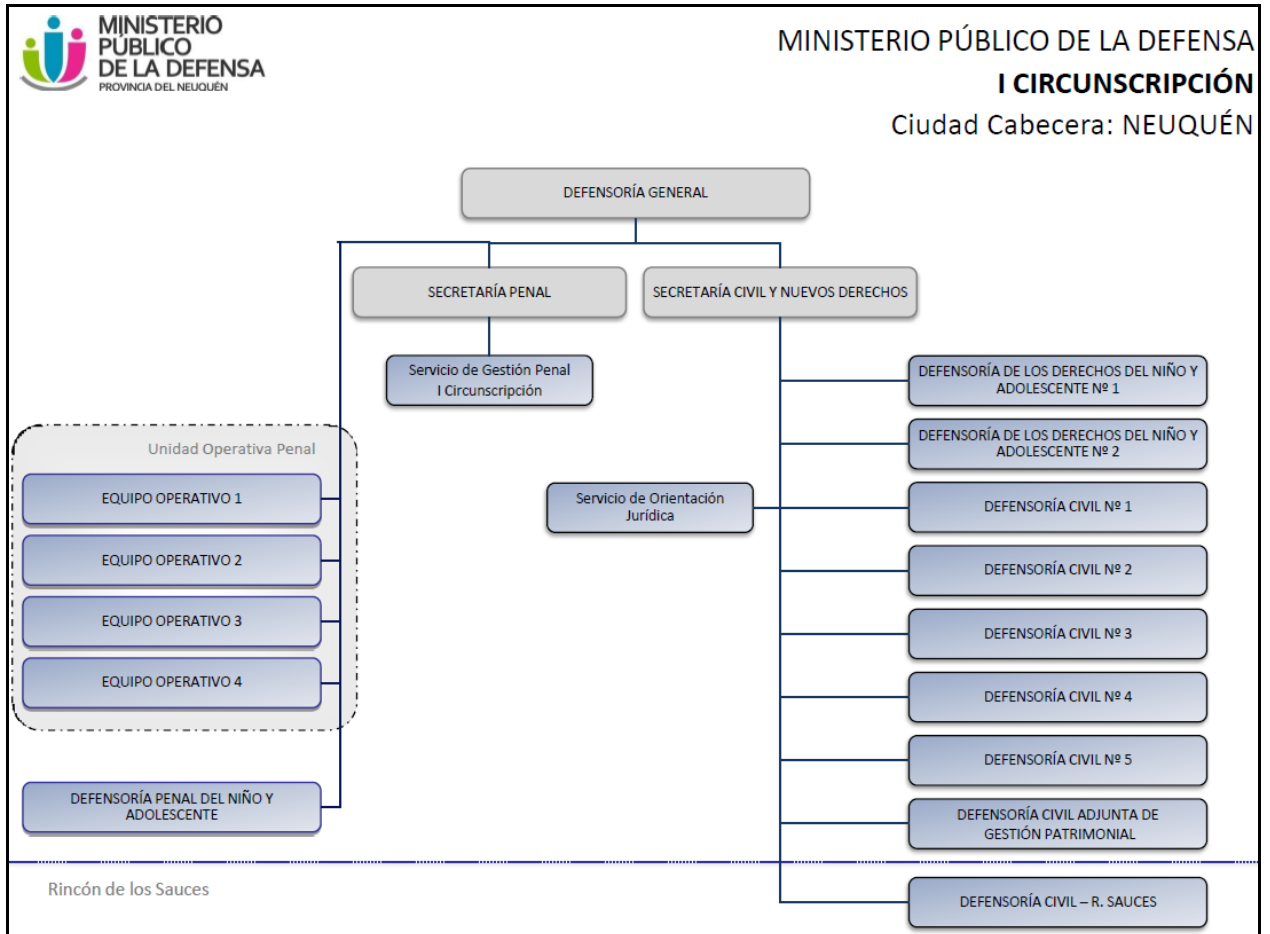 MINISTERIO
PÚBLICO
DE LA DEFENSA
PROVINCIA DEL NEUQUÉN
MINISTERIO PÚBLICO DE LA DEFENSA
I CIRCUNSCRIPCIÓN
Ciudad Cabecera: NEUQUÉN
DEFENSORÍA GENERAL
SECRETARÍA PENAL
SECRETARÍA CIVIL Y NUEVOS DERECHOS
Servicio de Gestión Penal
I Circunscripción
Unidad Operativa Penal
EQUIPO OPERATIVO 1
EQUIPO OPERATIVO 2
EQUIPO OPERATIVO 3
EQUIPO OPERATIVO 4
DEFENSORÍA PENAL DEL NIÑO Y
ADOLESCENTE
Servicio de Orientación
Jurídica
DEFENSORÍA DE LOS DERECHOS DEL NIÑO Y
ADOLESCENTE Nº 1
DEFENSORÍA DE LOS DERECHOS DEL NIÑO Y
ADOLESCENTE Nº 2
DEFENSORÍA CIVIL Nº 1
DEFENSORÍA CIVIL Nº 2
DEFENSORÍA CIVIL Nº 3
DEFENSORÍA CIVIL Nº 4
DEFENSORÍA CIVIL Nº 5
DEFENSORÍA CIVIL ADJUNTA DE
GESTIÓN PATRIMONIAL
Rincón de los Sauces
DEFENSORÍA CIVIL – R. SAUCES